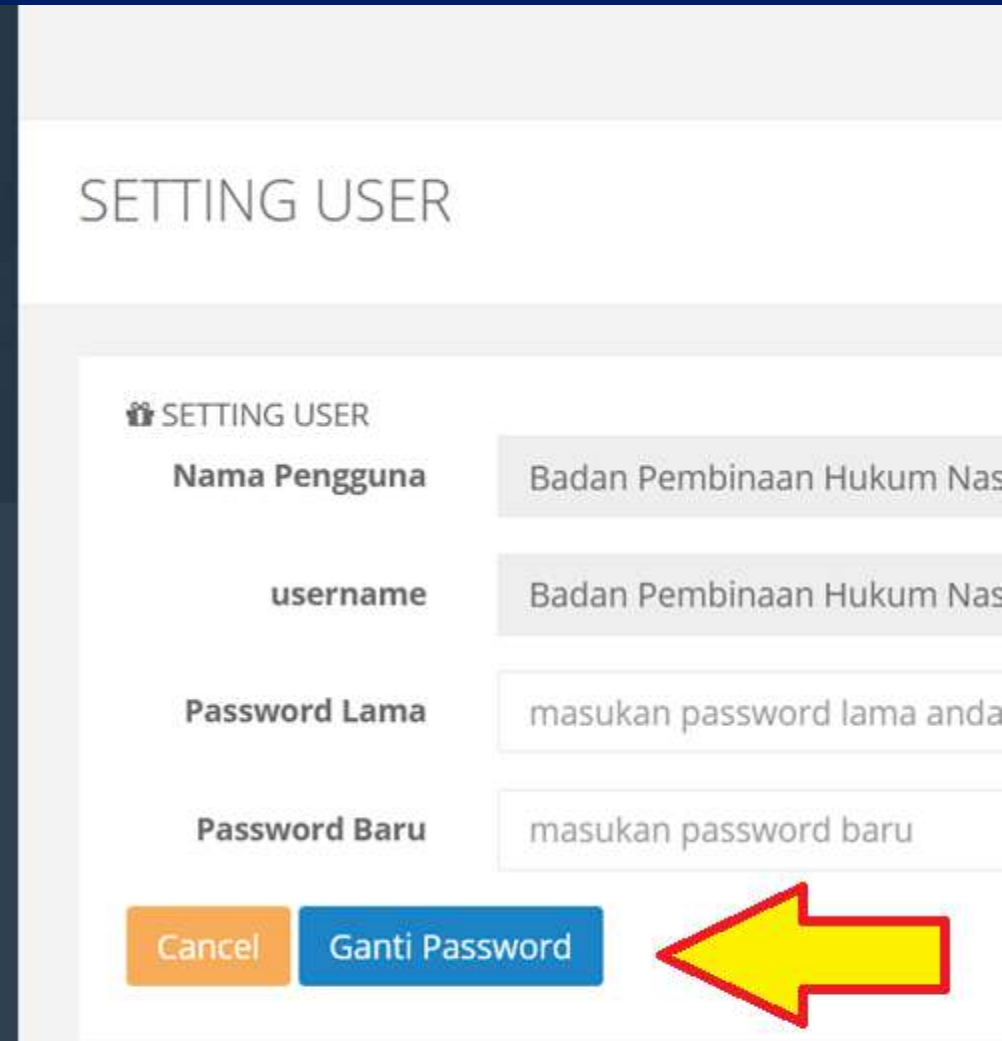 SETTING USER
SETTING USER
Nama Pengguna
Badan Pembinaan Hukum Nas
username
Badan Pembinaan Hukum Nas
Password Lama
masukan password lama anda
Password Baru
masukan password baru
Cancel
Ganti Password